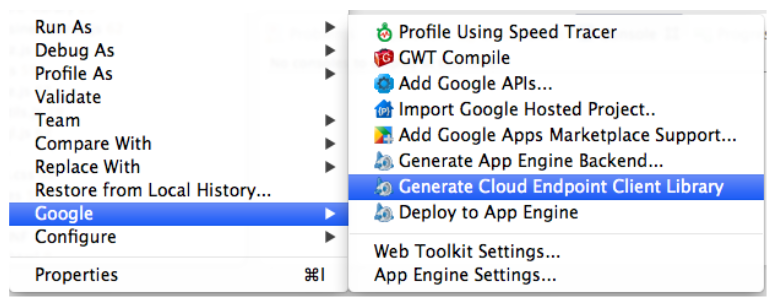 Run As
Debug As
Profile As
Validate
Team
Compare With
Replace With
Restore from Local History...
Google
Configure
Properties ⌘I
Profile Using Speed Tracer
GWT Compile
Add Google APIs...
Import Google Hosted Project..
Add Google Apps Marketplace Support...
Generate App Engine Backend...
Generate Cloud Endpoint Client Library
Deploy to App Engine
Web Toolkit Settings...
App Engine Settings...